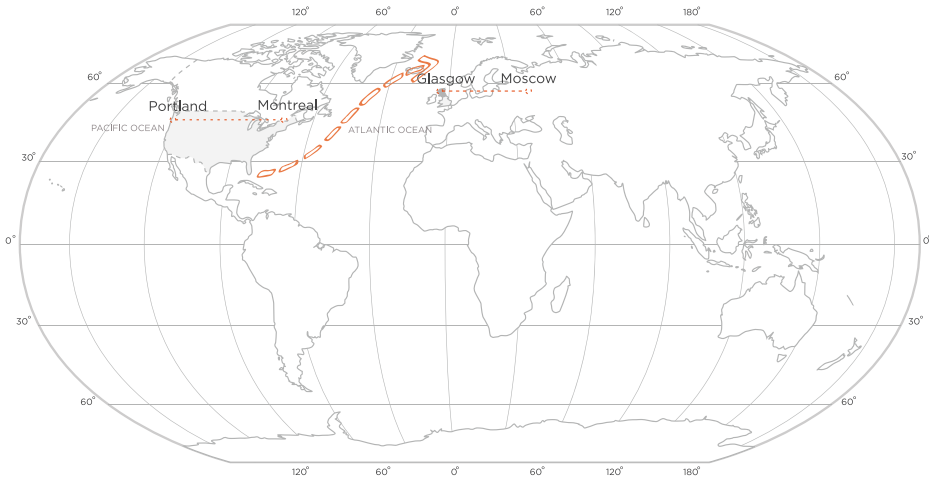 120° 60° 0° 60° 120° 180°
60° 60°
Glasgow Moscow
Portland Montreal
PACIFIC OCEAN ATLANTIC OCEAN
30° 30°
0° 0
30° 30°
60° 60°
120° 60° 0° 60° 120° 180°